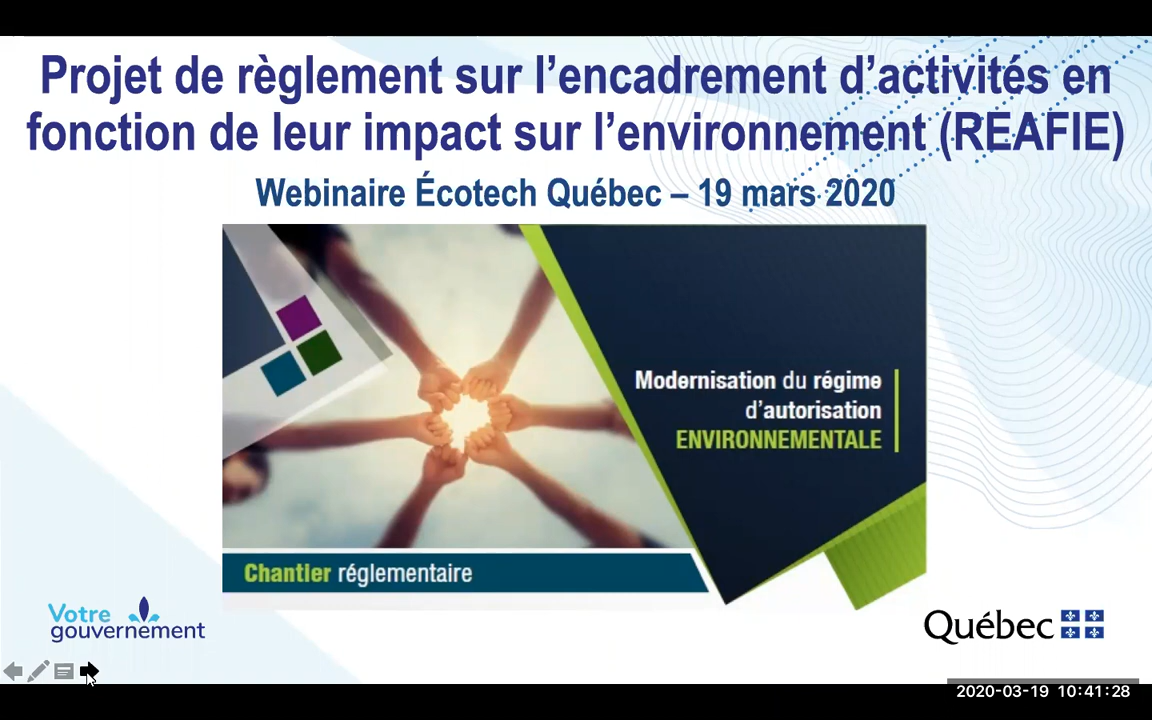 Projet de règlement sur l'encadrement d'activités en
fonction de leur impact sur l'environnement (REAFIE)
Webinaire Écotech Québec – 19 mars 2020
Modernisation du régime
d'autorisation
ENVIRONNEMENTALE
Chantier réglementaire
Votre
gouvernement
Québec
2020-03-19 10:41:28